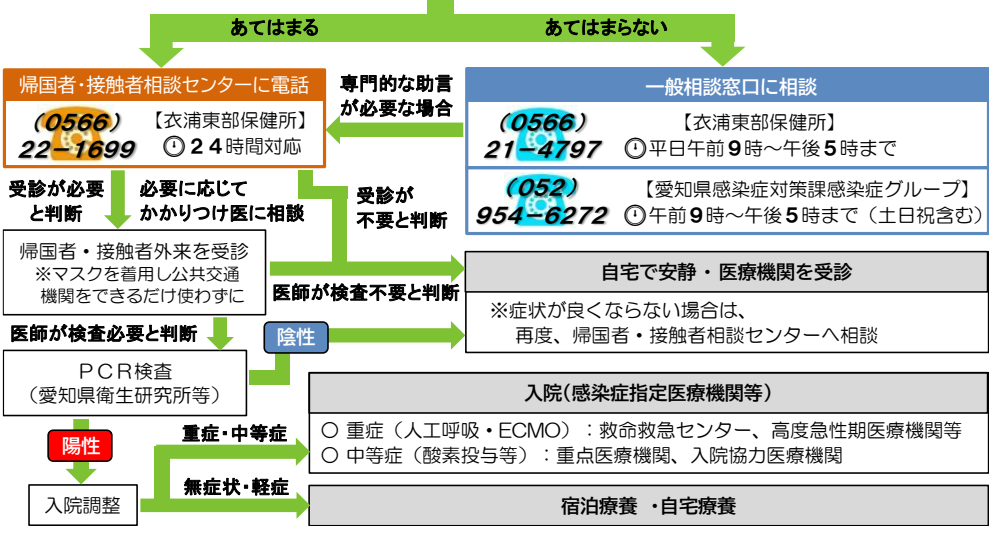 あてはまる
あてはまらない
帰国者・接触者相談センターに電話
(0566)
22-1699
【衣浦東部保健所】
24時間対応
専門的な助言
が必要な場合
一般相談窓口に相談
(0566)
21-4797
【衣浦東部保健所】
平日午前9時~午後5時まで
(052)
954-6272
【愛知県感染症対策課感染症グループ】
午前9時~午後5時まで(土日祝含む)
受診が必要
と判断
必要に応じて
かかりつけ医に相談
受診が
不要と判断
帰国者・接触者外来を受診
※マスクを着用し公共交通
機関をできるだけ使わずに
医師が検査不要と判断
自宅で安静・医療機関を受診
※症状が良くならない場合は、
再度、帰国者・接触者相談センターへ相談
医師が検査必要と判断
陰性
PCR検査
(愛知県衛生研究所等)
陽性
入院調整
重症・中等症
入院(感染症指定医療機関等)
○ 重症(人工呼吸・ECMO):救命救急センター、高度急性期医療機関等
○ 中等症(酸素投与等):重点医療機関、入院協力医療機関
無症状・軽症
宿泊療養 ・自宅療養